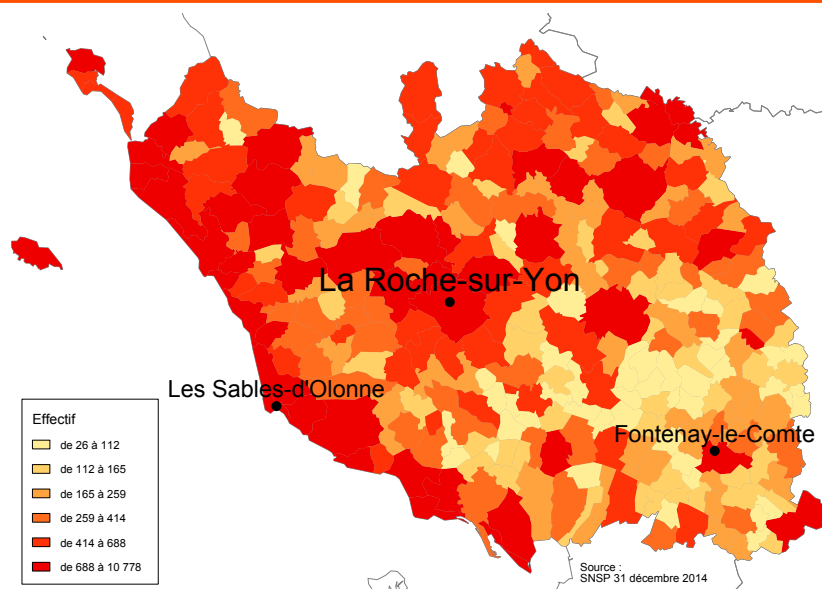 La Roche-sur-Yon
Les Sables-d'Olonne
Fontenay-le-Comte
Effectif
de 26 à 112
de 112 à 165
de 165 à 259
de 259 à 414
de 414 à 688
de 688 à 10 778
Source :
SNSP 31 décembre 2014